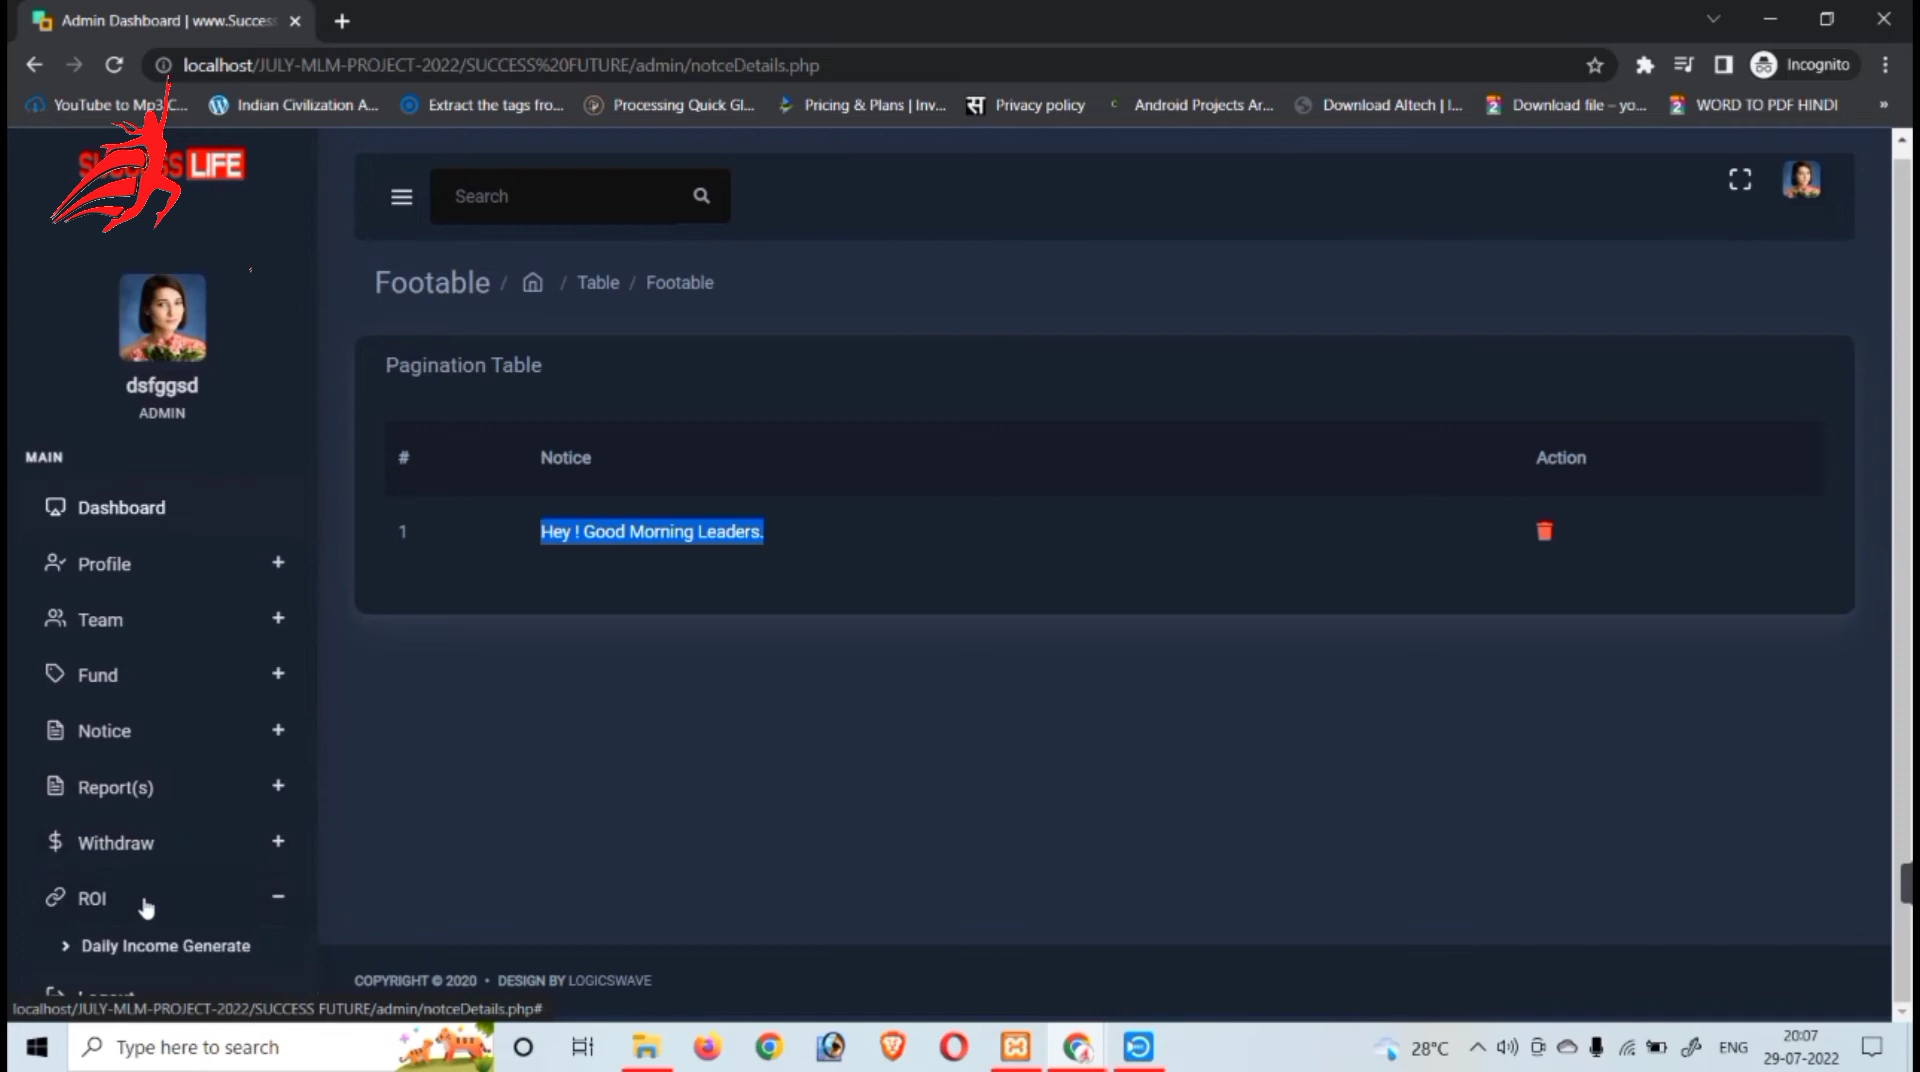 Admin Dashboard | www.Succes
localhost/JULY-MLM-PROJECT-2022/SUCCESS%20FUTURE/admin/notceDetails.php
Incognito
YouTube to Mp3 C...
Indian Civilization A...
Extract the tags fro...
Processing Quick Gl...
Pricing & Plans | Inv...
Privacy policy
Android Projects Ar...
Download Altech | I...
Download file – yo...
WORD TO PDF HINDI
»
SUCCESS LIFE
Search
Footable / / Table / Footable
dsfggsd
ADMIN
Pagination Table
# Notice Action
1 Hey ! Good Morning Leaders.
MAIN
Dashboard
Profile +
Team +
Fund +
Notice +
Report(s) +
Withdraw +
ROI −
Daily Income Generate
Logout
COPYRIGHT © 2020 • DESIGN BY LOGICSWAVE
localhost/JULY-MLM-PROJECT-2022/SUCCESS FUTURE/admin/notceDetails.php#
Type here to search
28°C
ENG
20:07
29-07-2022